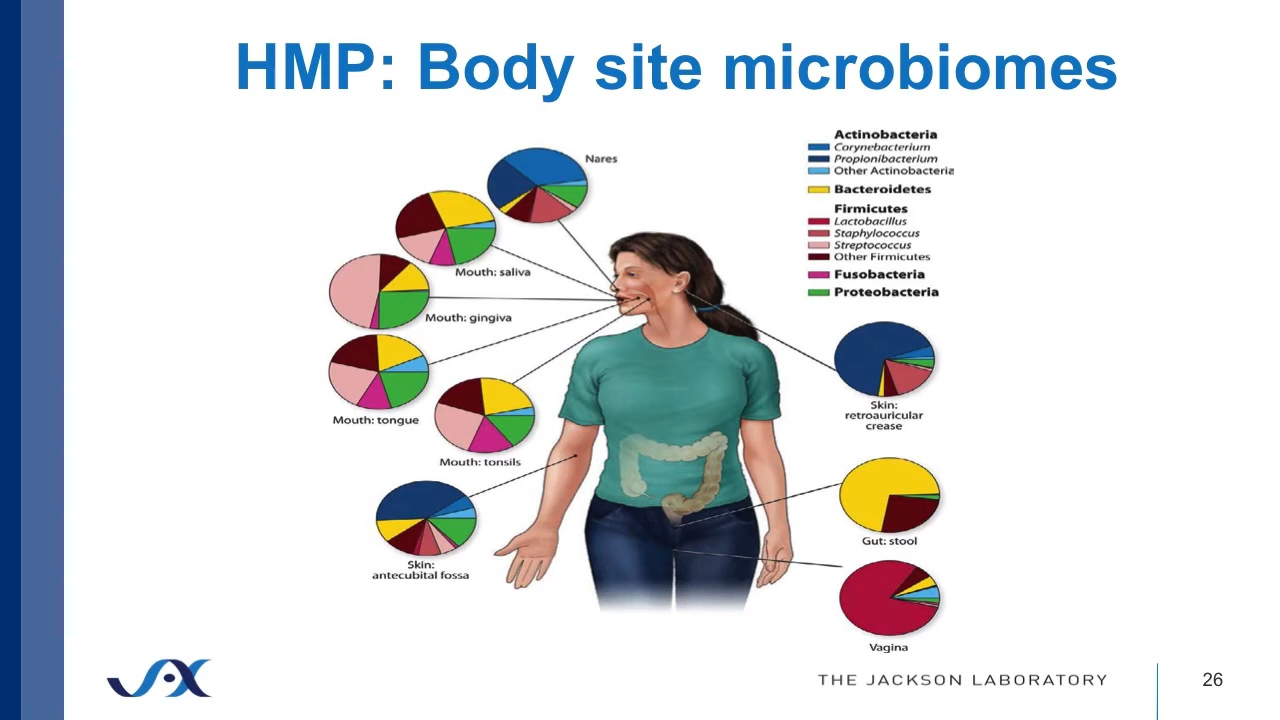 HMP: Body site microbiomes
Nares
Mouth: saliva
Mouth: gingiva
Mouth: tongue
Mouth: tonsils
Skin:
antecubital fossa
Actinobacteria
Corynebacterium
Propionibacterium
Other Actinobacteria
Bacteroidetes
Firmicutes
Lactobacillus
Staphylococcus
Streptococcus
Other Firmicutes
Fusobacteria
Proteobacteria
Skin:
retroauricular
crease
Gut: stool
Vagina
JAX
THE JACKSON LABORATORY
26